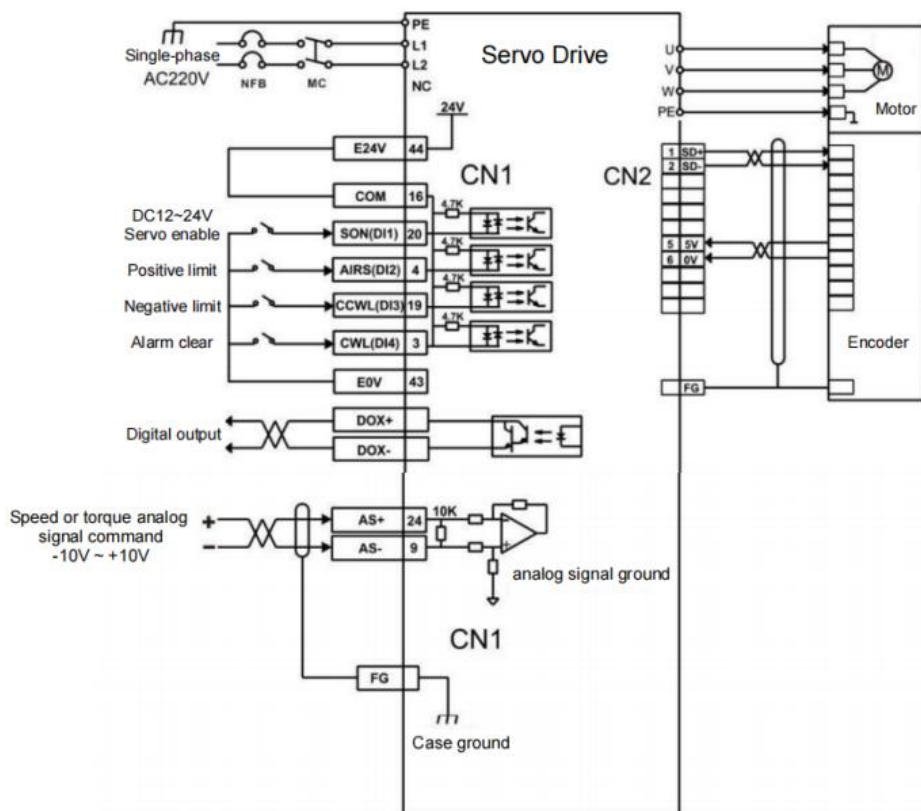 PE
Single-phase
AC220V
NFB
MC
L1
L2
NC
Servo Drive
U
V
W
PE
M
Motor
24V
E24V 44
CN1
CN2
1 SD+
2 SD-
COM 16
DC12~24V
Servo enable
SON(DI1) 20
4.7K
Positive limit
AIRS(DI2) 4
4.7K
5 5V
6 0V
Negative limit
CCWL(DI3) 19
4.7K
Alarm clear
CWL(DI4) 3
4.7K
Encoder
E0V 43
FG
Digital output
DOX+
DOX-
Speed or torque analog
signal command
-10V ~ +10V
+
−
AS+ 24
10K
AS- 9
-
+
analog signal ground
CN1
FG
Case ground